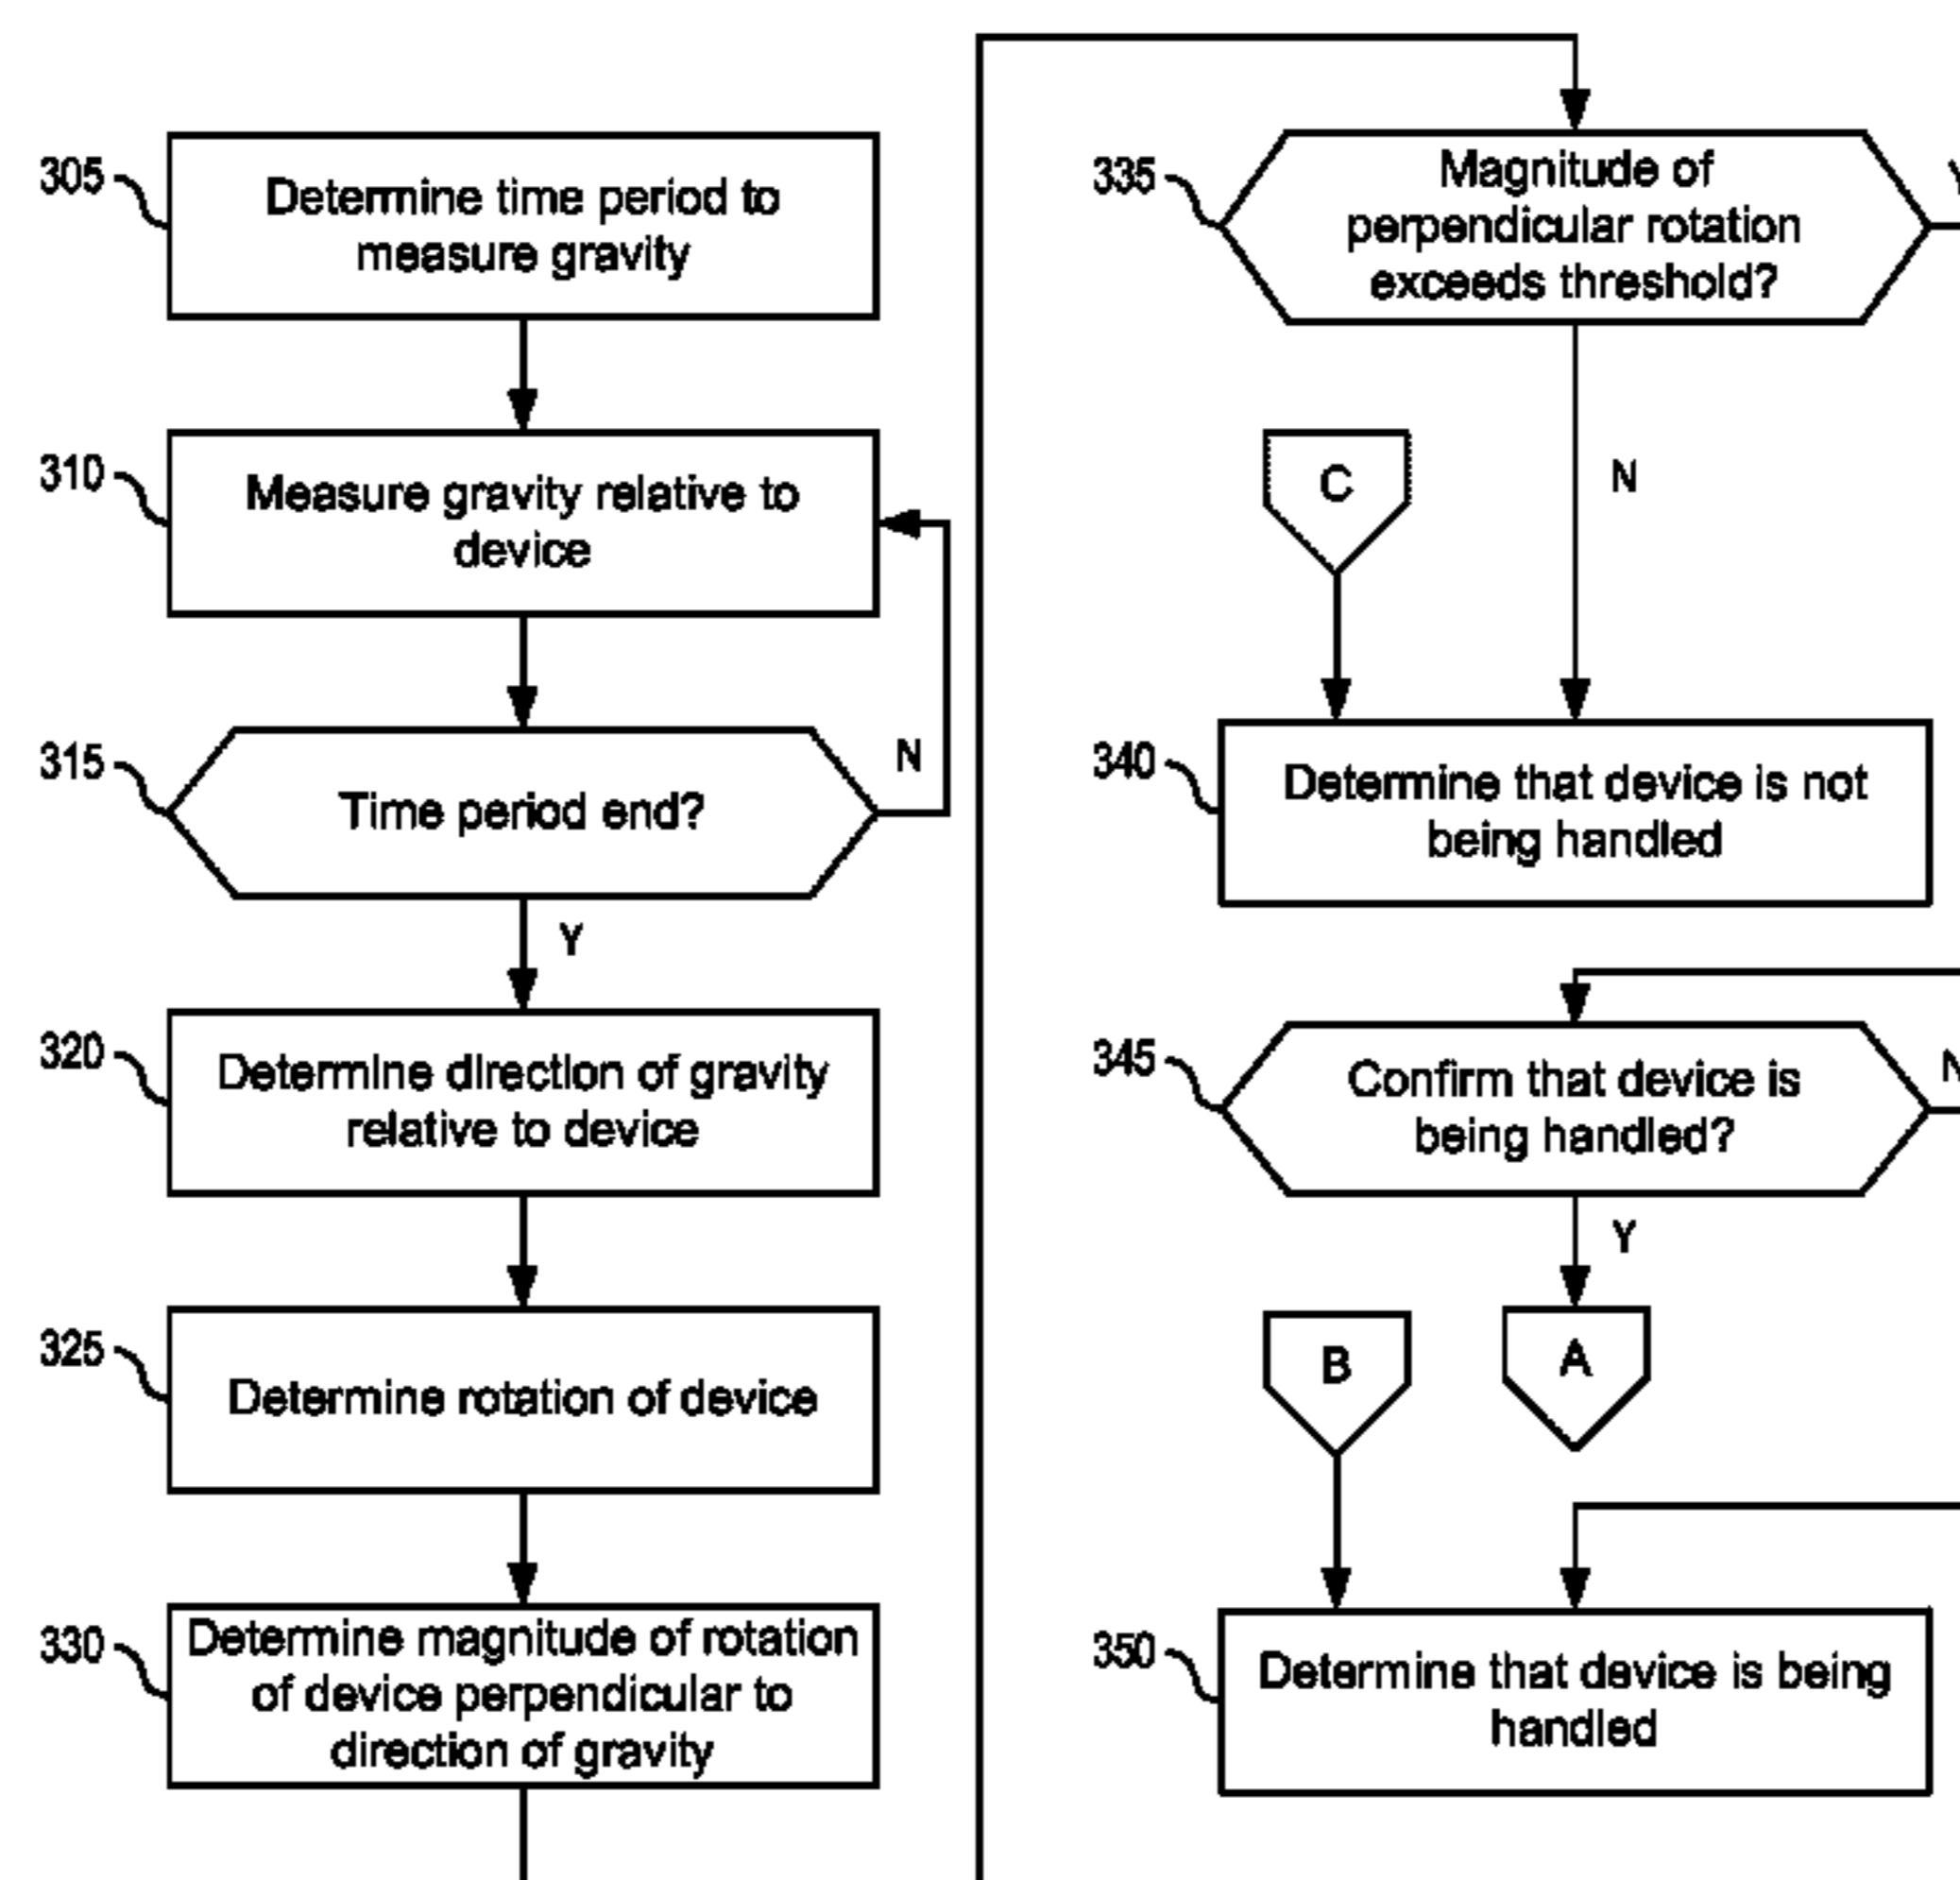 305
Determine time period to
measure gravity
310
Measure gravity relative to
device
315
Time period end?
N
Y
320
Determine direction of gravity
relative to device
325
Determine rotation of device
330
Determine magnitude of rotation
of device perpendicular to
direction of gravity
335
Magnitude of
perpendicular rotation
exceeds threshold?
C
N
340
Determine that device is not
being handled
345
Confirm that device is
being handled?
N
Y
B
A
350
Determine that device is being
handled